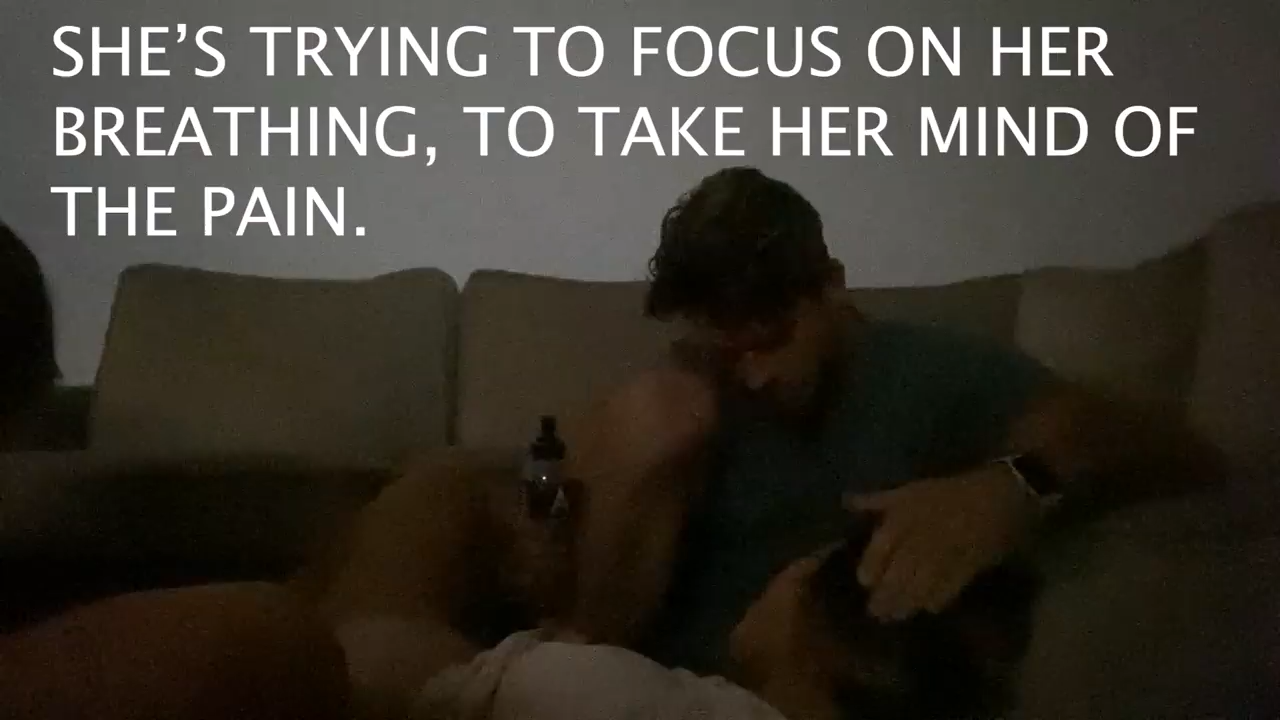 SHE’S TRYING TO FOCUS ON HER
BREATHING, TO TAKE HER MIND OF
THE PAIN.